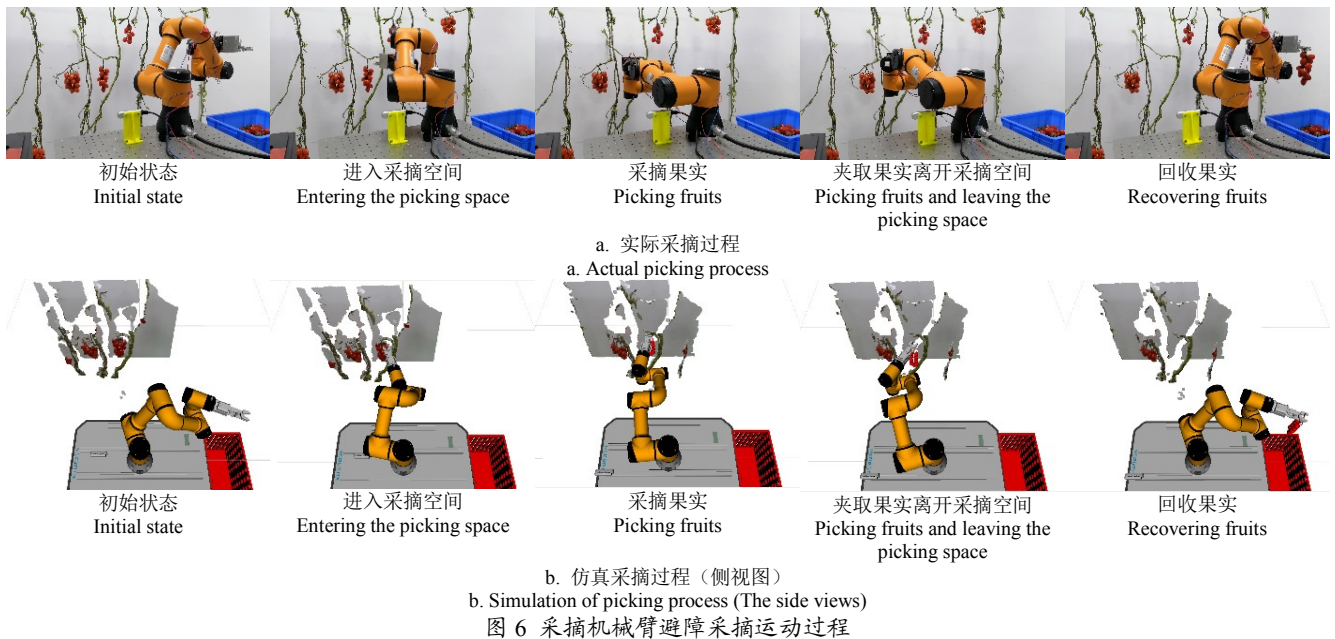 初始状态
Initial state
进入采摘空间
Entering the picking space
采摘果实
Picking fruits
夹取果实离开采摘空间
Picking fruits and leaving the
picking space
回收果实
Recovering fruits
a. 实际采摘过程
a. Actual picking process
初始状态
Initial state
进入采摘空间
Entering the picking space
采摘果实
Picking fruits
夹取果实离开采摘空间
Picking fruits and leaving the
picking space
回收果实
Recovering fruits
b. 仿真采摘过程（侧视图）
b. Simulation of picking process (The side views)
图 6 采摘机械臂避障采摘运动过程